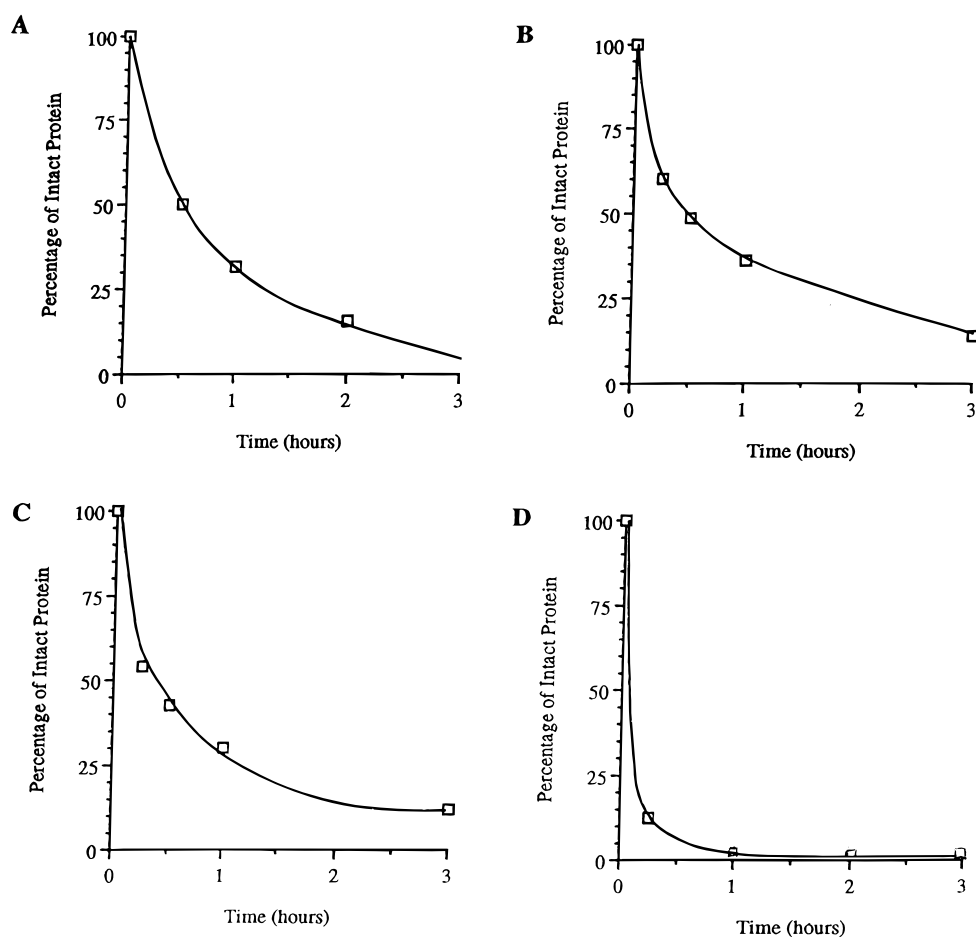 A
Percentage of Intact Protein
100
75
50
25
0
0 1 2 3
Time (hours)
B
Percentage of Intact Protein
100
75
50
25
0
0 1 2 3
Time (hours)
C
Percentage of Intact Protein
100
75
50
25
0
0 1 2 3
Time (hours)
D
Percentage of Intact Protein
100
75
50
25
0
0 1 2 3
Time (hours)